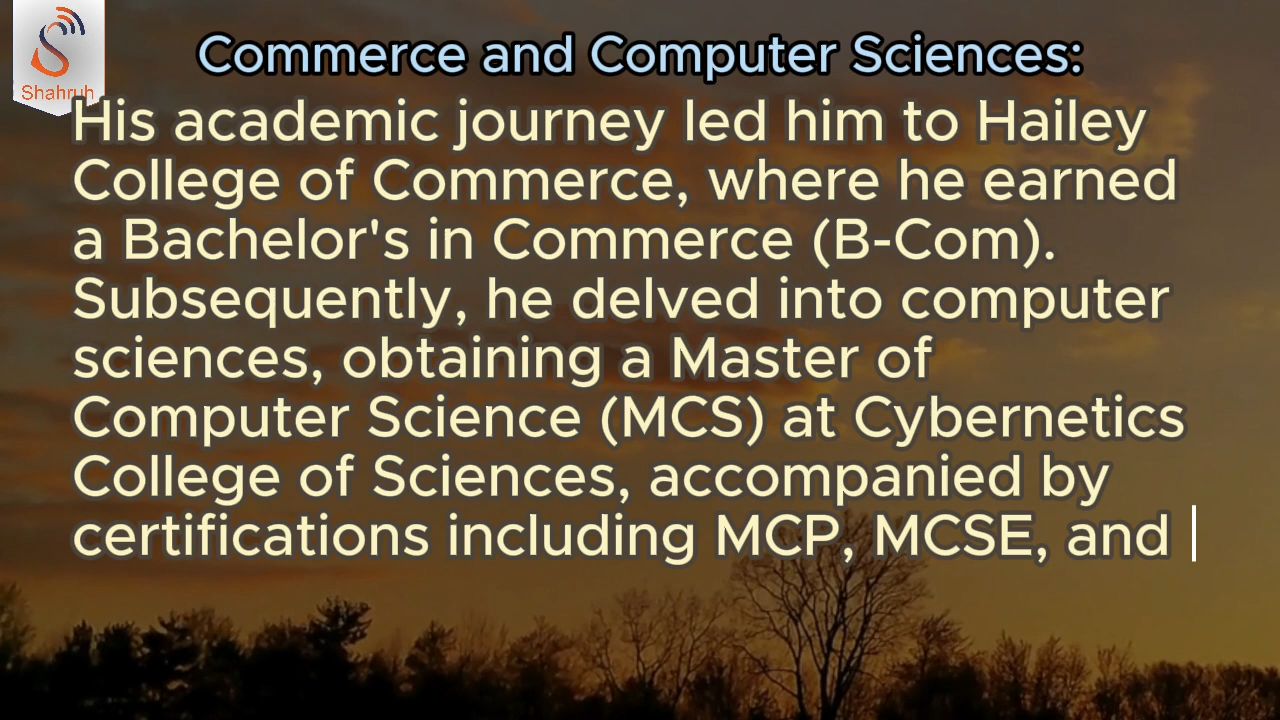 Shahruh
Commerce and Computer Sciences:
His academic journey led him to Hailey
College of Commerce, where he earned
a Bachelor's in Commerce (B-Com).
Subsequently, he delved into computer
sciences, obtaining a Master of
Computer Science (MCS) at Cybernetics
College of Sciences, accompanied by
certifications including MCP, MCSE, and